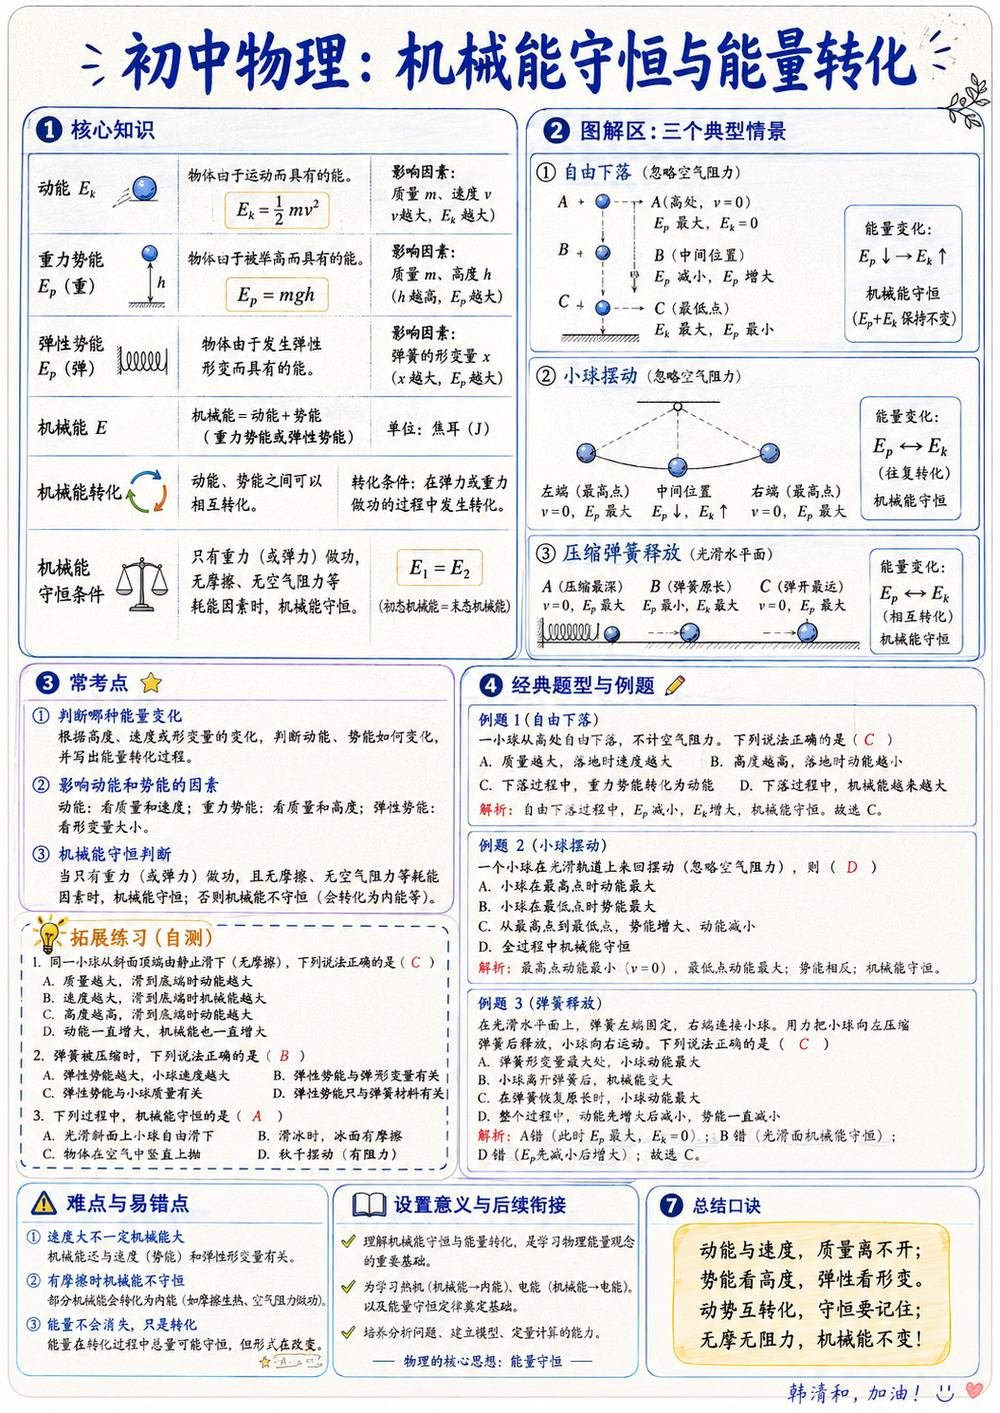 初中物理：机械能守恒与能量转化
1 核心知识
动能 Eₖ
物体由于运动而具有的能。
Eₖ = 1/2 mv²
影响因素：
质量 m、速度 v
v越大，Eₖ 越大）
重力势能
Eₚ（重）
h
物体由于被举高而具有的能。
Eₚ = mgh
影响因素：
质量 m、高度 h
（h 越高，Eₚ 越大）
弹性势能
Eₚ（弹）
物体由于发生弹性
形变而具有的能。
影响因素：
弹簧的形变量 x
（x 越大，Eₚ 越大）
机械能 E
机械能＝动能＋势能
（重力势能或弹性势能）
单位：焦耳（J）
机械能转化
动能、势能之间可以
相互转化。
转化条件：在弹力或重力
做功的过程中发生转化。
机械能
守恒条件
只有重力（或弹力）做功，
无摩擦、无空气阻力等
耗能因素时，机械能守恒。
E₁ = E₂
（初态机械能＝末态机械能）
2 图解区：三个典型情景
① 自由下落（忽略空气阻力）
A
A(高处，v＝0）
Eₚ 最大，Eₖ＝0
B
B（中间位置）
Eₚ 减小，Eₚ 增大
C
C（最低点）
Eₖ 最大，Eₚ 最小
能量变化：
Eₚ↓→Eₖ↑
机械能守恒
（Eₚ+Eₖ 保持不变）
② 小球摆动（忽略空气阻力）
左端（最高点）
v＝0，Eₚ 最大
中间位置
Eₚ↓，Eₖ↑
右端（最高点）
v＝0，Eₚ 最大
能量变化：
Eₚ ↔ Eₖ
（往复转化）
机械能守恒
③ 压缩弹簧释放（光滑水平面）
A（压缩最深）
v＝0，Eₚ 最大
B（弹簧原长）
Eₚ 最小，Eₖ 最大
C（弹开最远）
v＝0，Eₚ 最大
能量变化：
Eₚ ↔ Eₖ
（相互转化）
机械能守恒
3 常考点
① 判断哪种能量变化
根据高度、速度或形变量的变化，判断动能、势能如何变化，
并写出能量转化过程。
② 影响动能和势能的因素
动能：看质量和速度；重力势能：看质量和高度；弹性势能：
看形变量大小。
③ 机械能守恒判断
当只有重力（或弹力）做功，且无摩擦、无空气阻力等耗能
因素时，机械能守恒；否则机械能不守恒（会转化为内能等）。
拓展练习（自测）
1. 同一小球从斜面顶端由静止滑下（无摩擦），下列说法正确的是（ C ）
A. 质量越大，滑到底端时动能越大
B. 速度越大，滑到底端时机械能越大
C. 高度越高，滑到底端时动能越大
D. 动能一直增大，机械能也一直增大
2. 弹簧被压缩时，下列说法正确的是（ B ）
A. 弹性势能越大，小球速度越大
B. 弹性势能与弹形变量有关
C. 弹性势能与小球质量有关
D. 弹性势能只与弹簧材料有关
3. 下列过程中，机械能守恒的是（ A ）
A. 光滑斜面上小球自由滑下
B. 滑冰时，冰面有摩擦
C. 物体在空气中竖直上抛
D. 秋千摆动（有阻力）
4 经典题型与例题
例题 1（自由下落）
一小球从高处自由下落，不计空气阻力。下列说法正确的是（ C ）
A. 质量越大，落地时速度越大
B. 高度越高，落地时动能越小
C. 下落过程中，重力势能转化为动能
D. 下落过程中，机械能越来越大
解析：自由下落过程中，Eₚ 减小，Eₖ增大，机械能守恒。故选 C。
例题 2（小球摆动）
一个小球在光滑轨道上来回摆动（忽略空气阻力），则（ D ）
A. 小球在最高点时动能最大
B. 小球在最低点时势能最大
C. 从最高点到最低点，势能增大、动能减小
D. 全过程中机械能守恒
解析：最高点动能最小（v＝0），最低点动能最大；势能相反；机械能守恒。
例题 3（弹簧释放）
在光滑水平面上，弹簧左端固定，右端连接小球。用力把小球向左压缩
弹簧后释放，小球向右运动。下列说法正确的是（ C ）
A. 弹簧形变量最大处，小球动能最大
B. 小球离开弹簧后，机械能变大
C. 在弹簧恢复原长时，小球动能最大
D. 整个过程中，动能先增大后减小，势能一直减小
解析：A错（此时 Eₚ 最大，Eₖ＝0）；B 错（光滑面机械能守恒）；
D 错（Eₚ先减小后增大）；故选 C。
难点与易错点
① 速度大不一定机械能大
机械能还与速度（势能）和弹性形变量有关。
② 有摩擦时机械能不守恒
部分机械能会转化为内能（如摩擦生热、空气阻力做功）。
③ 能量不会消失，只是转化
能量在转化过程中总量可能守恒，但形式在改变。
设置意义与后续衔接
理解机械能守恒与能量转化，是学习物理能量观念
的重要基础。
为学习热机（机械能→内能）、电能（机械能→电能）。
以及能量守恒定律奠定基础。
培养分析问题、建立模型、定量计算的能力。
—— 物理的核心思想：能量守恒 ——
7 总结口诀
动能与速度，质量离不开；
势能看高度，弹性看形变。
动势互转化，守恒要记住；
无摩无阻力，机械能不变！
韩清和，加油！